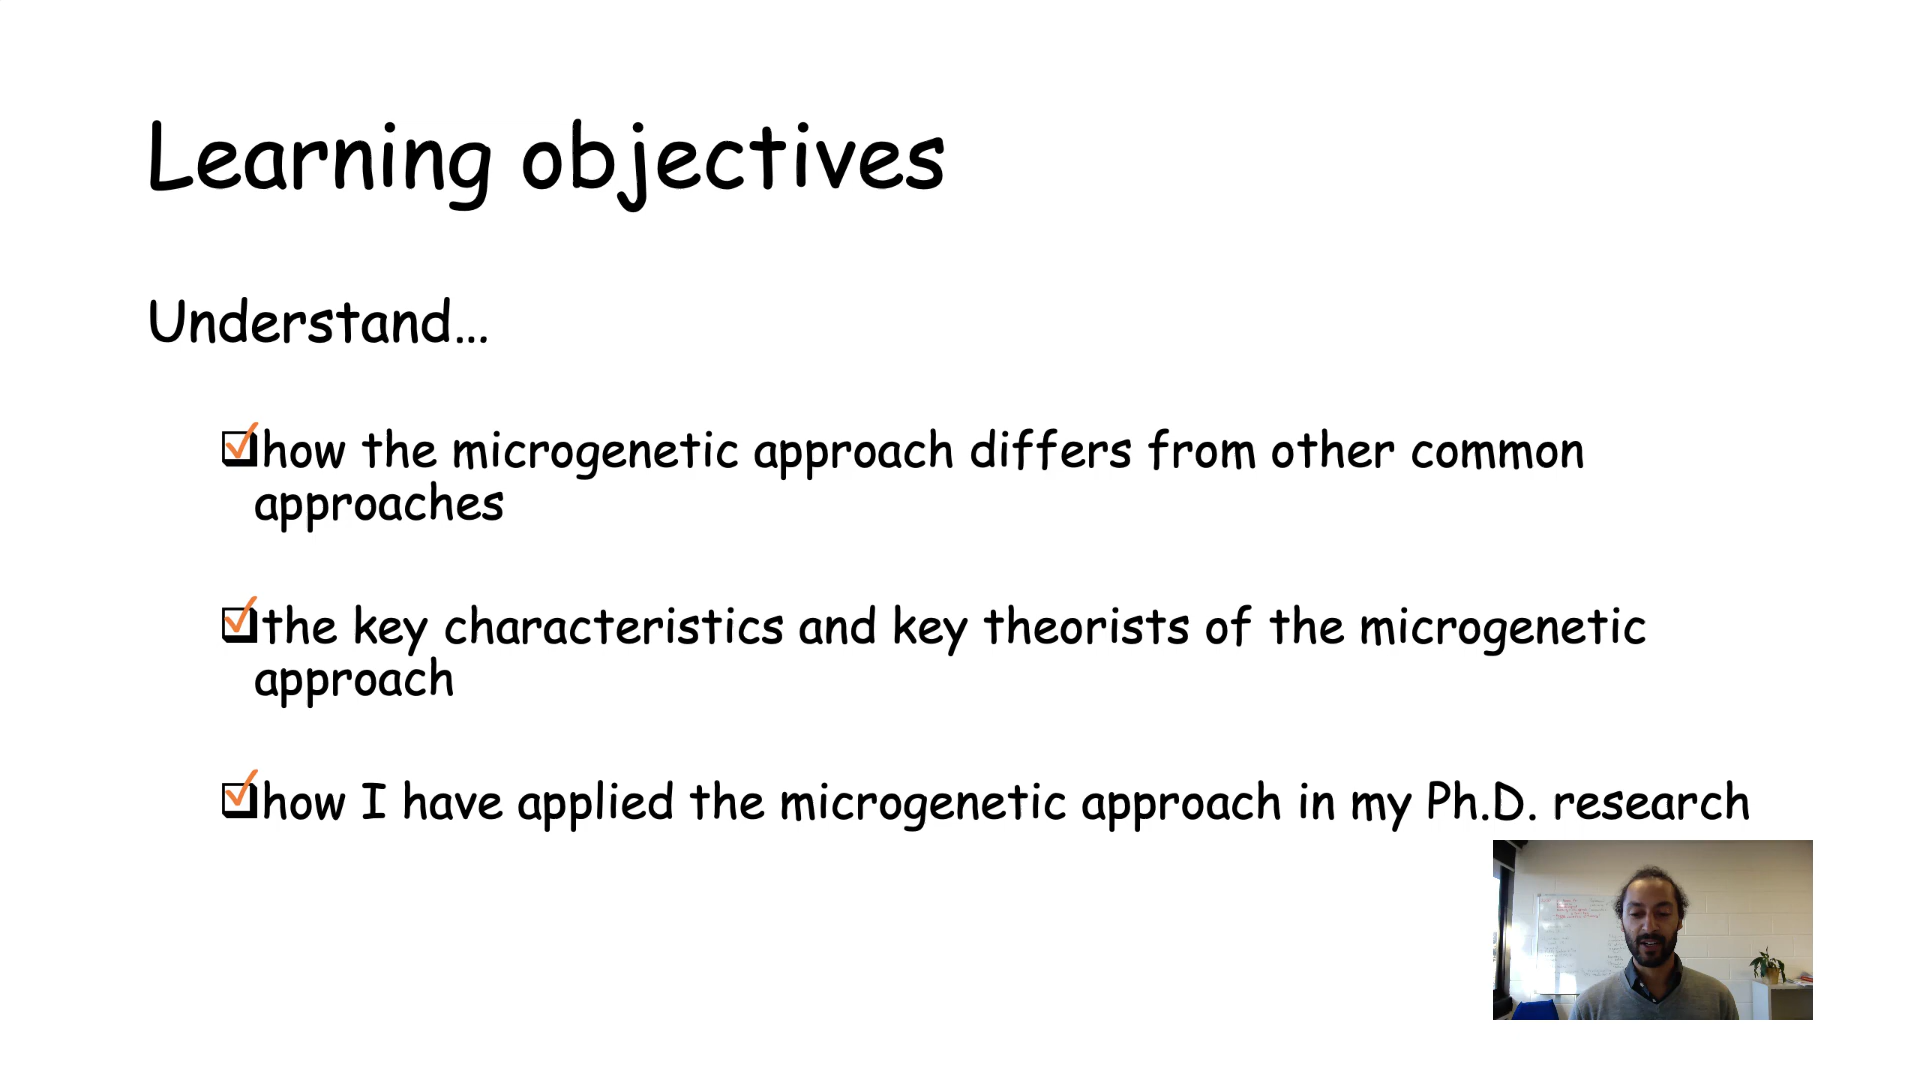 Learning objectives
Understand...
how the microgenetic approach differs from other common
approaches
the key characteristics and key theorists of the microgenetic
approach
how I have applied the microgenetic approach in my Ph.D. research